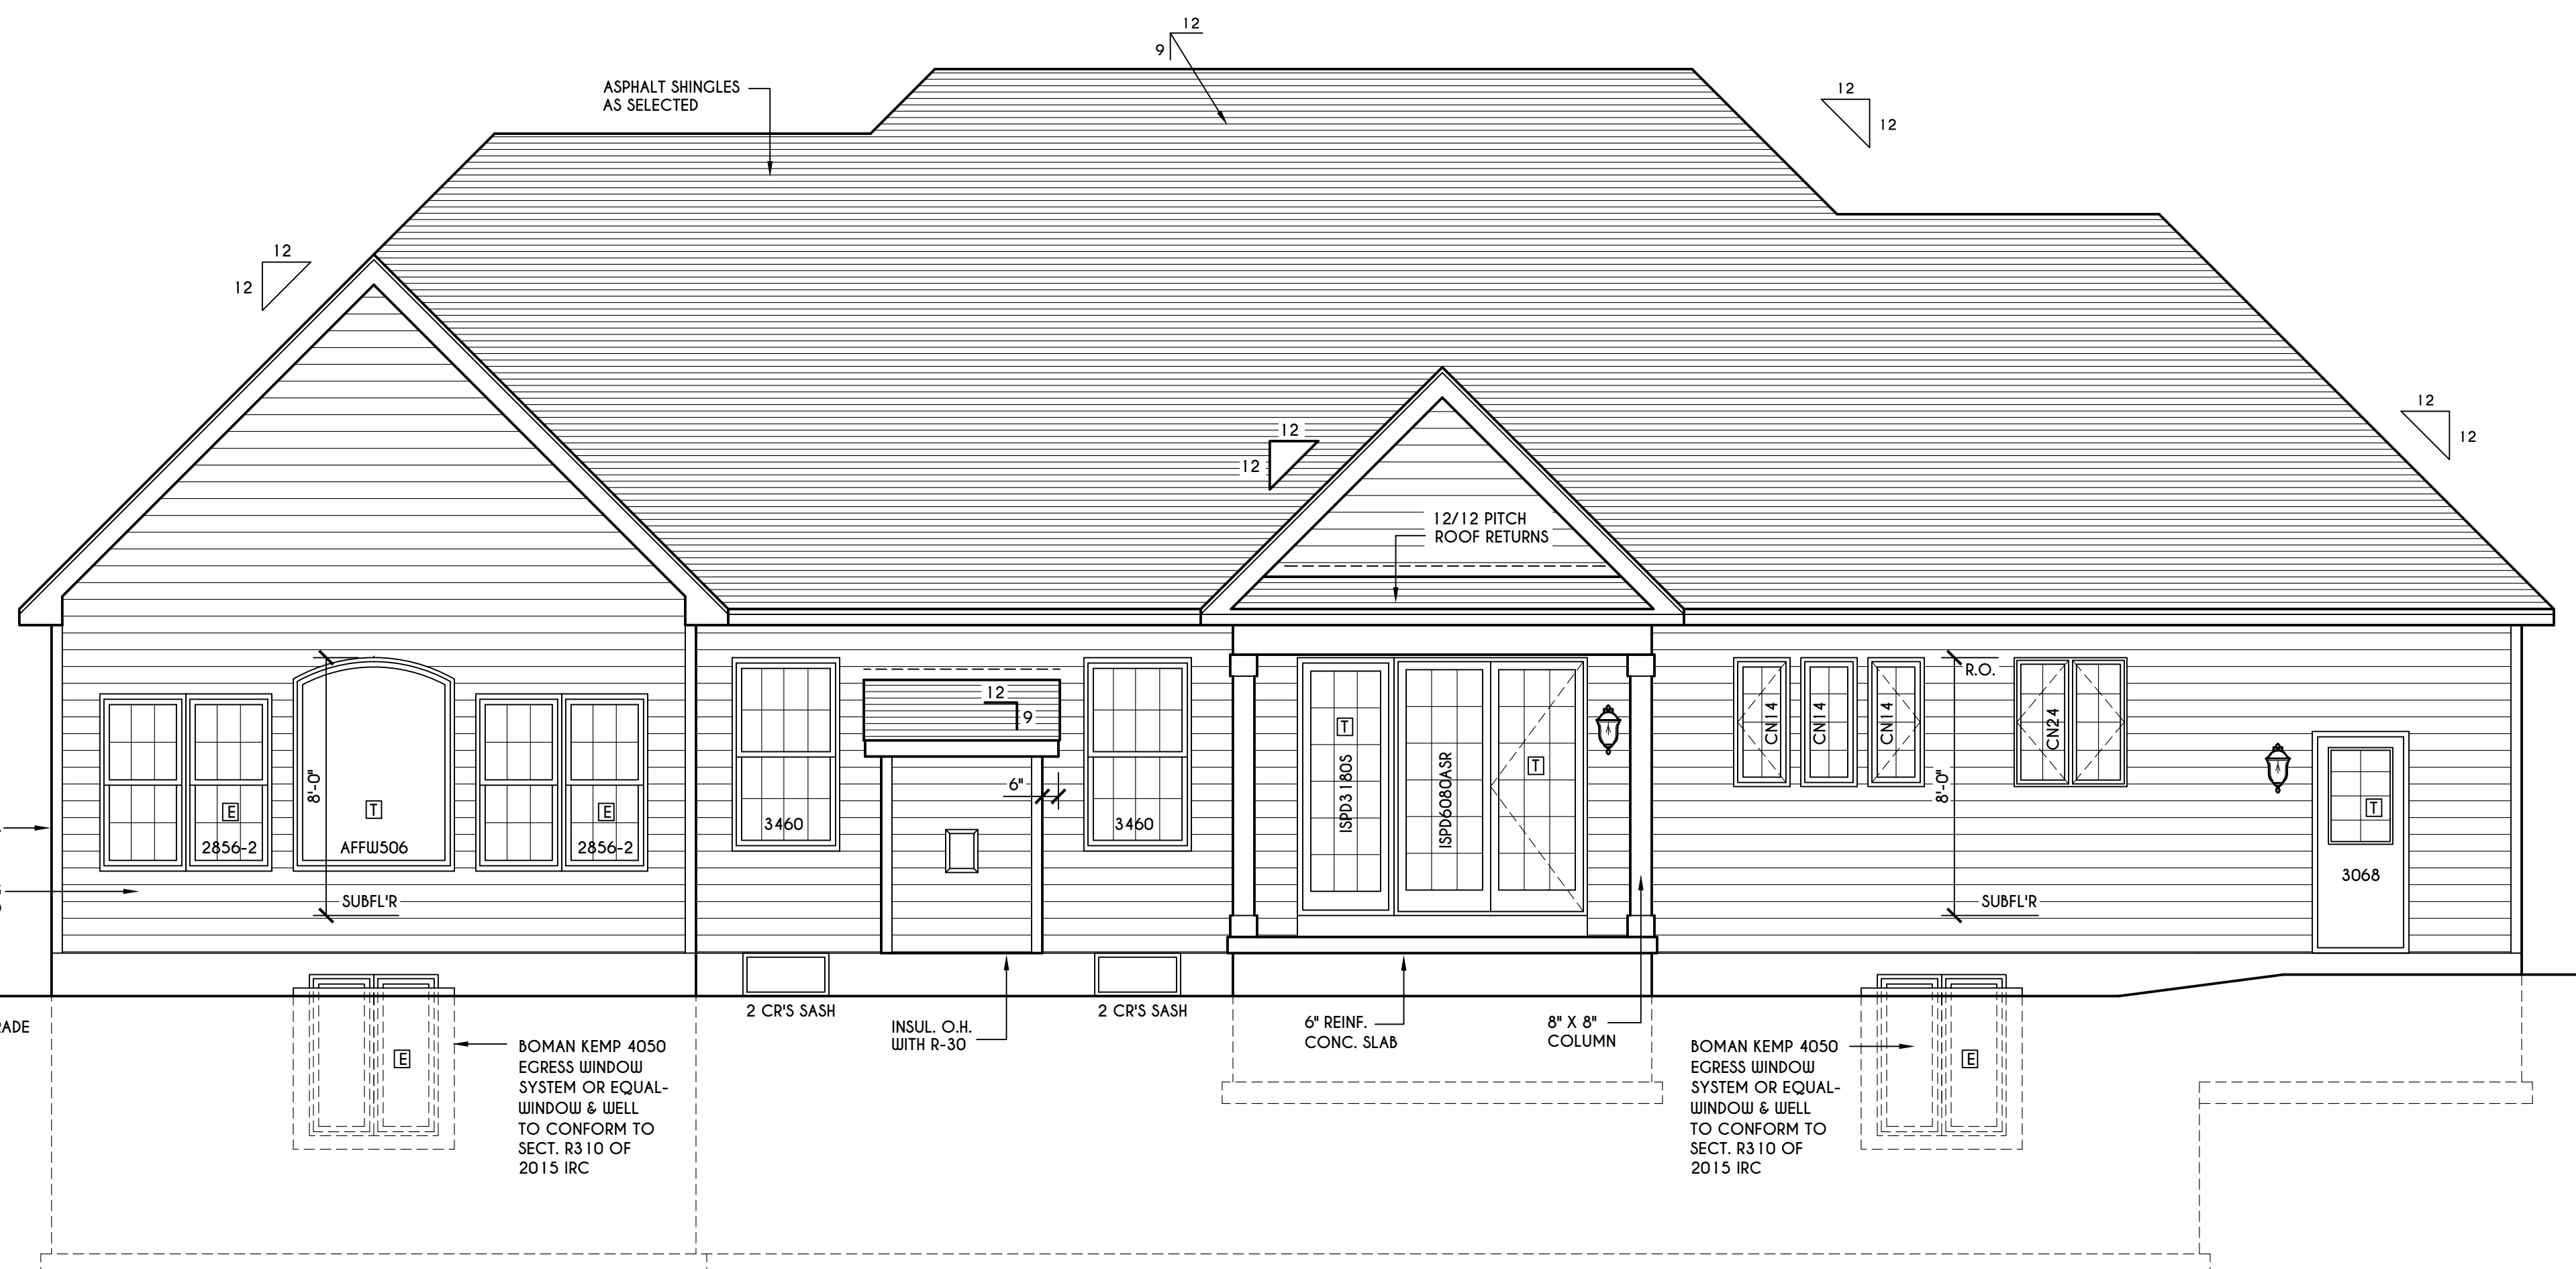 12
9
ASPHALT SHINGLES
AS SELECTED
12
12
12
12
12
12
12
12
12/12 PITCH
ROOF RETURNS
R.O.
12
9
CN14
CN14
CN14
CN24
T
ISPD3180S
ISPD6080ASR
T
8'-0"
8'-0"
6"
E
T
E
T
3460
3460
2856-2
AFFW506
2856-2
3068
SUBFL'R
SUBFL'R
2 CR'S SASH
2 CR'S SASH
INSUL. O.H.
WITH R-30
6" REINF.
CONC. SLAB
8" X 8"
COLUMN
E
BOMAN KEMP 4050
EGRESS WINDOW
SYSTEM OR EQUAL-
WINDOW & WELL
TO CONFORM TO
SECT. R310 OF
2015 IRC
BOMAN KEMP 4050
EGRESS WINDOW
SYSTEM OR EQUAL-
WINDOW & WELL
TO CONFORM TO
SECT. R310 OF
2015 IRC
E